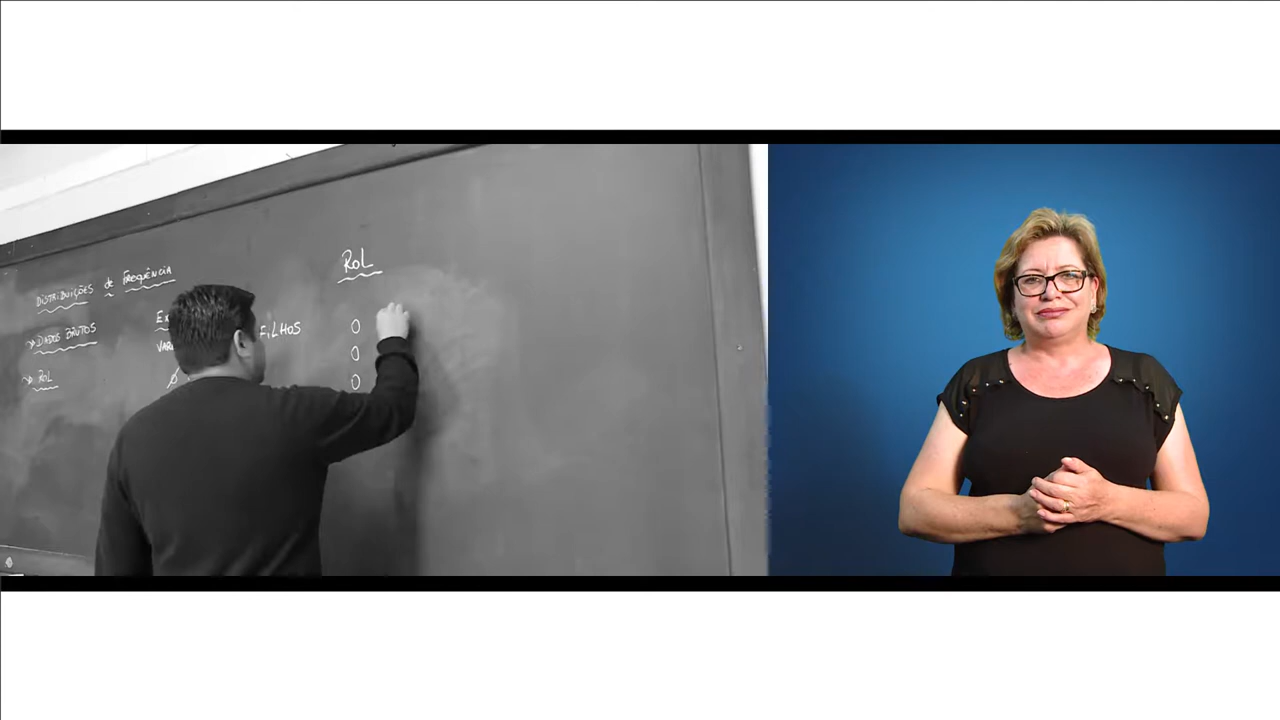 DISTRIBUIÇÕES de FREQUÊNCIA
→ DADOS BRUTOS
→ ROL
FILHOS
ROL
0
0
0